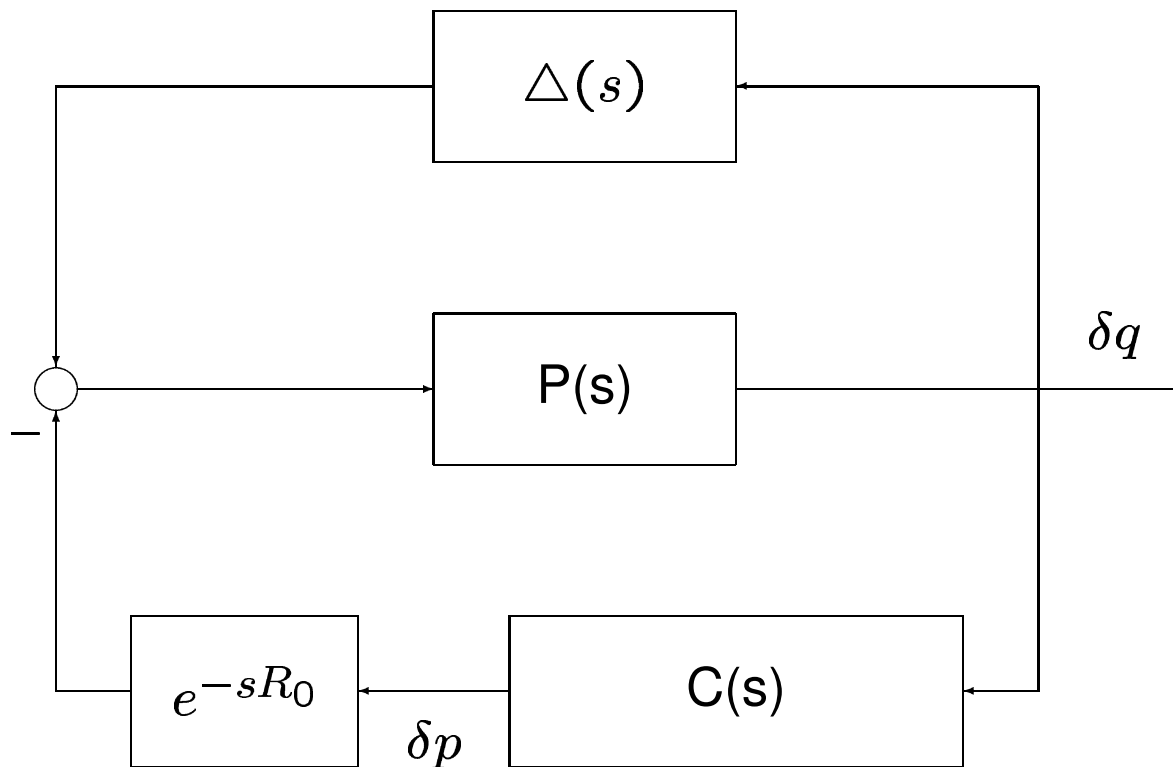 △(s)
δq
P(s)
−
e^{−sR₀}
C(s)
δp